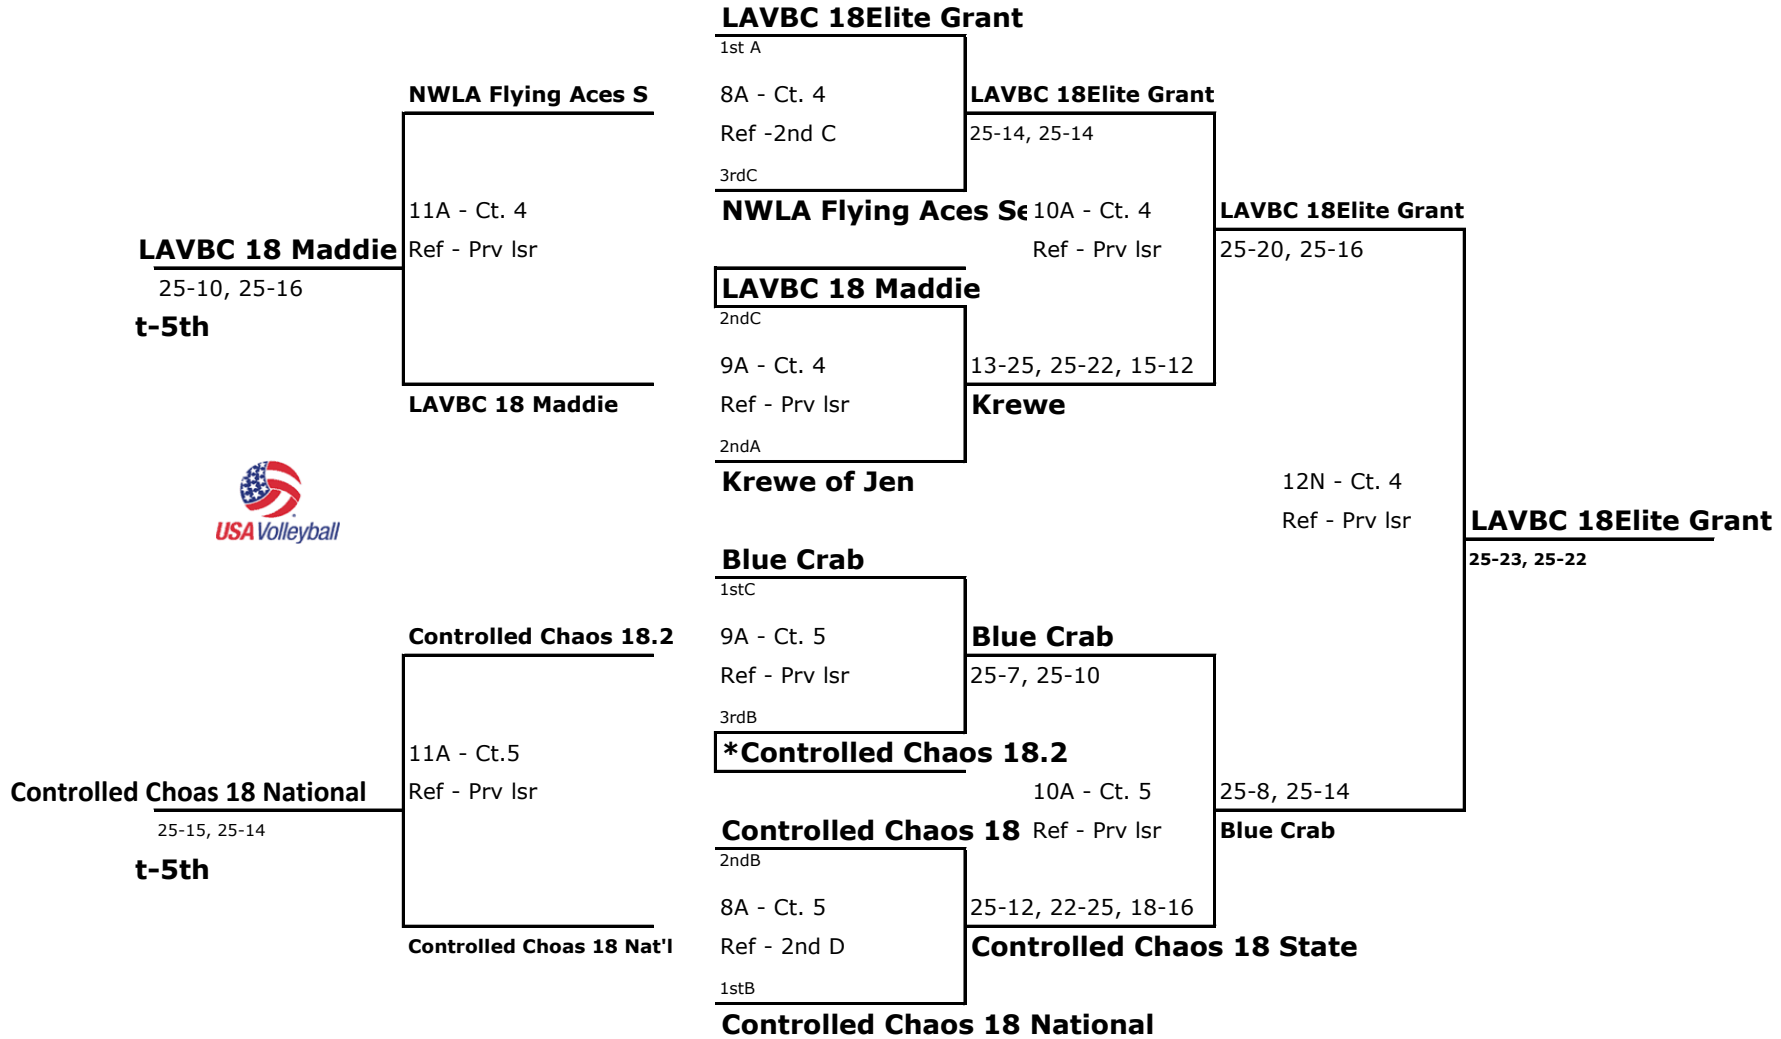 LAVBC 18Elite Grant
1st A
NWLA Flying Aces S
8A - Ct. 4
LAVBC 18Elite Grant
Ref -2nd C
25-14, 25-14
3rdC
11A - Ct. 4
NWLA Flying Aces Se
10A - Ct. 4
LAVBC 18Elite Grant
LAVBC 18 Maddie
Ref - Prv lsr
Ref - Prv lsr
25-20, 25-16
25-10, 25-16
LAVBC 18 Maddie
t-5th
2ndC
9A - Ct. 4
13-25, 25-22, 15-12
LAVBC 18 Maddie
Ref - Prv lsr
Krewe
2ndA
Krewe of Jen
12N - Ct. 4
USA Volleyball
Ref - Prv lsr
LAVBC 18Elite Grant
Blue Crab
25-23, 25-22
1stC
Controlled Chaos 18.2
9A - Ct. 5
Blue Crab
Ref - Prv lsr
25-7, 25-10
3rdB
11A - Ct.5
*Controlled Chaos 18.2
Controlled Choas 18 National
Ref - Prv lsr
10A - Ct. 5
25-8, 25-14
25-15, 25-14
Controlled Chaos 18
Ref - Prv lsr
Blue Crab
t-5th
2ndB
8A - Ct. 5
25-12, 22-25, 18-16
Controlled Choas 18 Nat'l
Ref - 2nd D
Controlled Chaos 18 State
1stB
Controlled Chaos 18 National